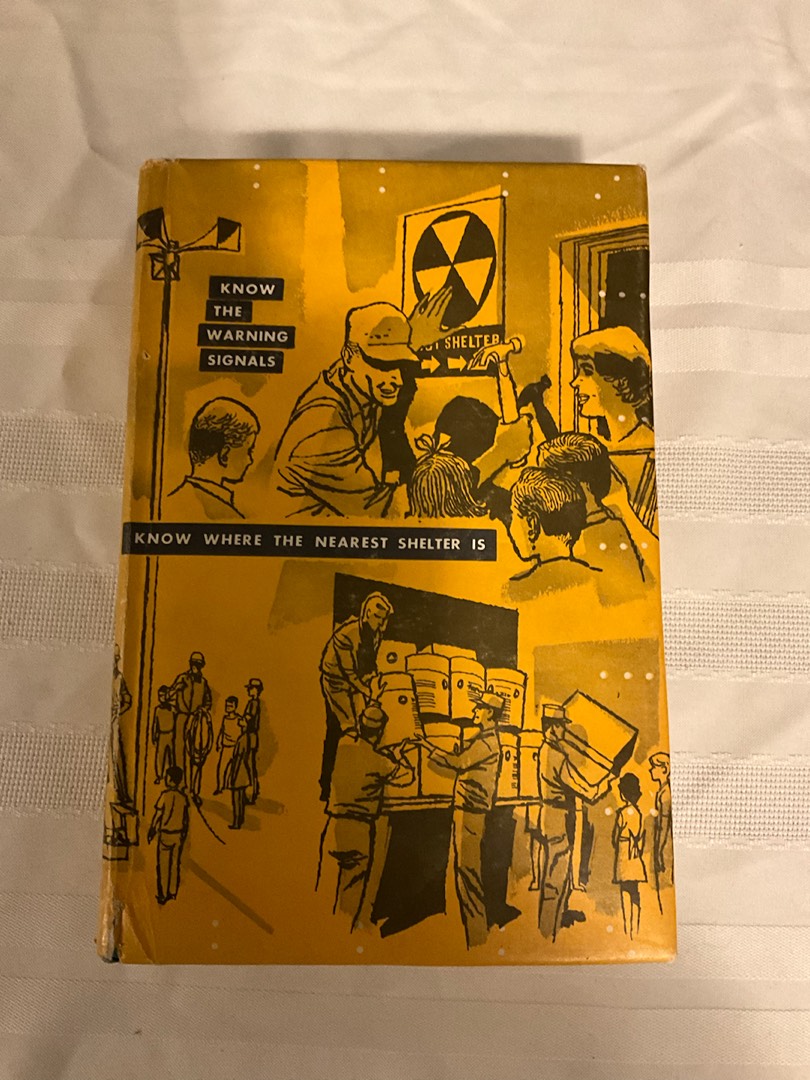 KNOW
THE
WARNING
SIGNALS
SHELTER
KNOW WHERE THE NEAREST SHELTER IS